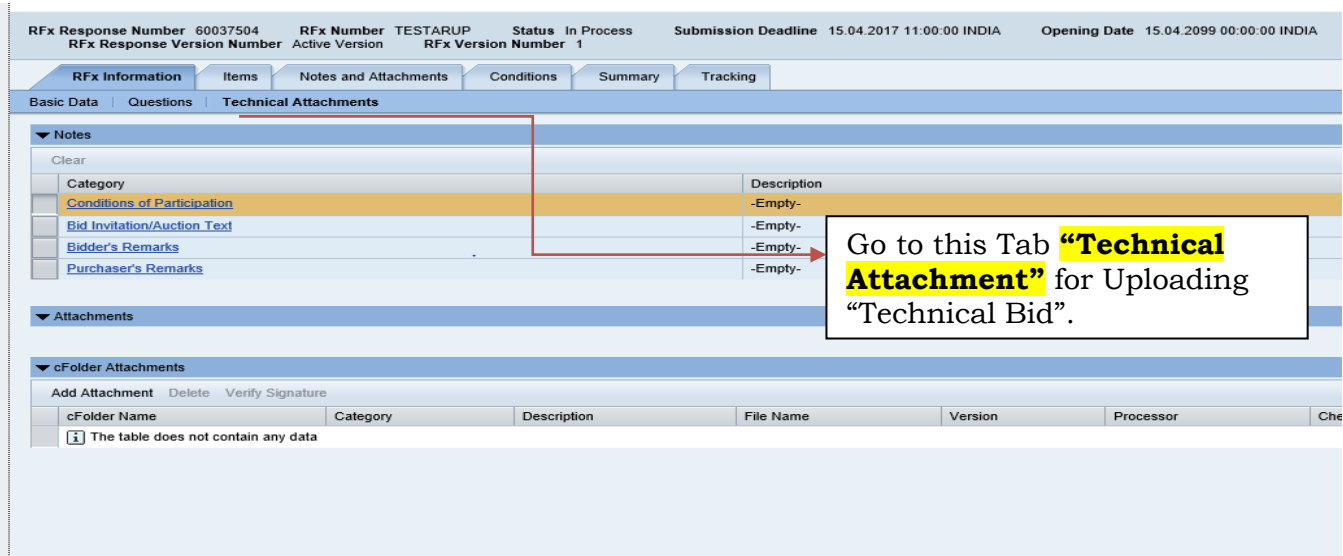 RFx Response Number 60037504 RFx Number TESTARUP Status In Process Submission Deadline 15.04.2017 11:00:00 INDIA Opening Date 15.04.2099 00:00:00 INDIA
RFx Response Version Number Active Version RFx Version Number 1
RFx Information Items Notes and Attachments Conditions Summary Tracking
Basic Data | Questions | Technical Attachments
Notes
Clear
Category Description
Conditions of Participation -Empty-
Bid Invitation/Auction Text -Empty-
Bidder's Remarks -Empty-
Purchaser's Remarks -Empty-
Go to this Tab “Technical
Attachment” for Uploading
“Technical Bid”.
Attachments
cFolder Attachments
Add Attachment Delete Verify Signature
cFolder Name Category Description File Name Version Processor Che
The table does not contain any data